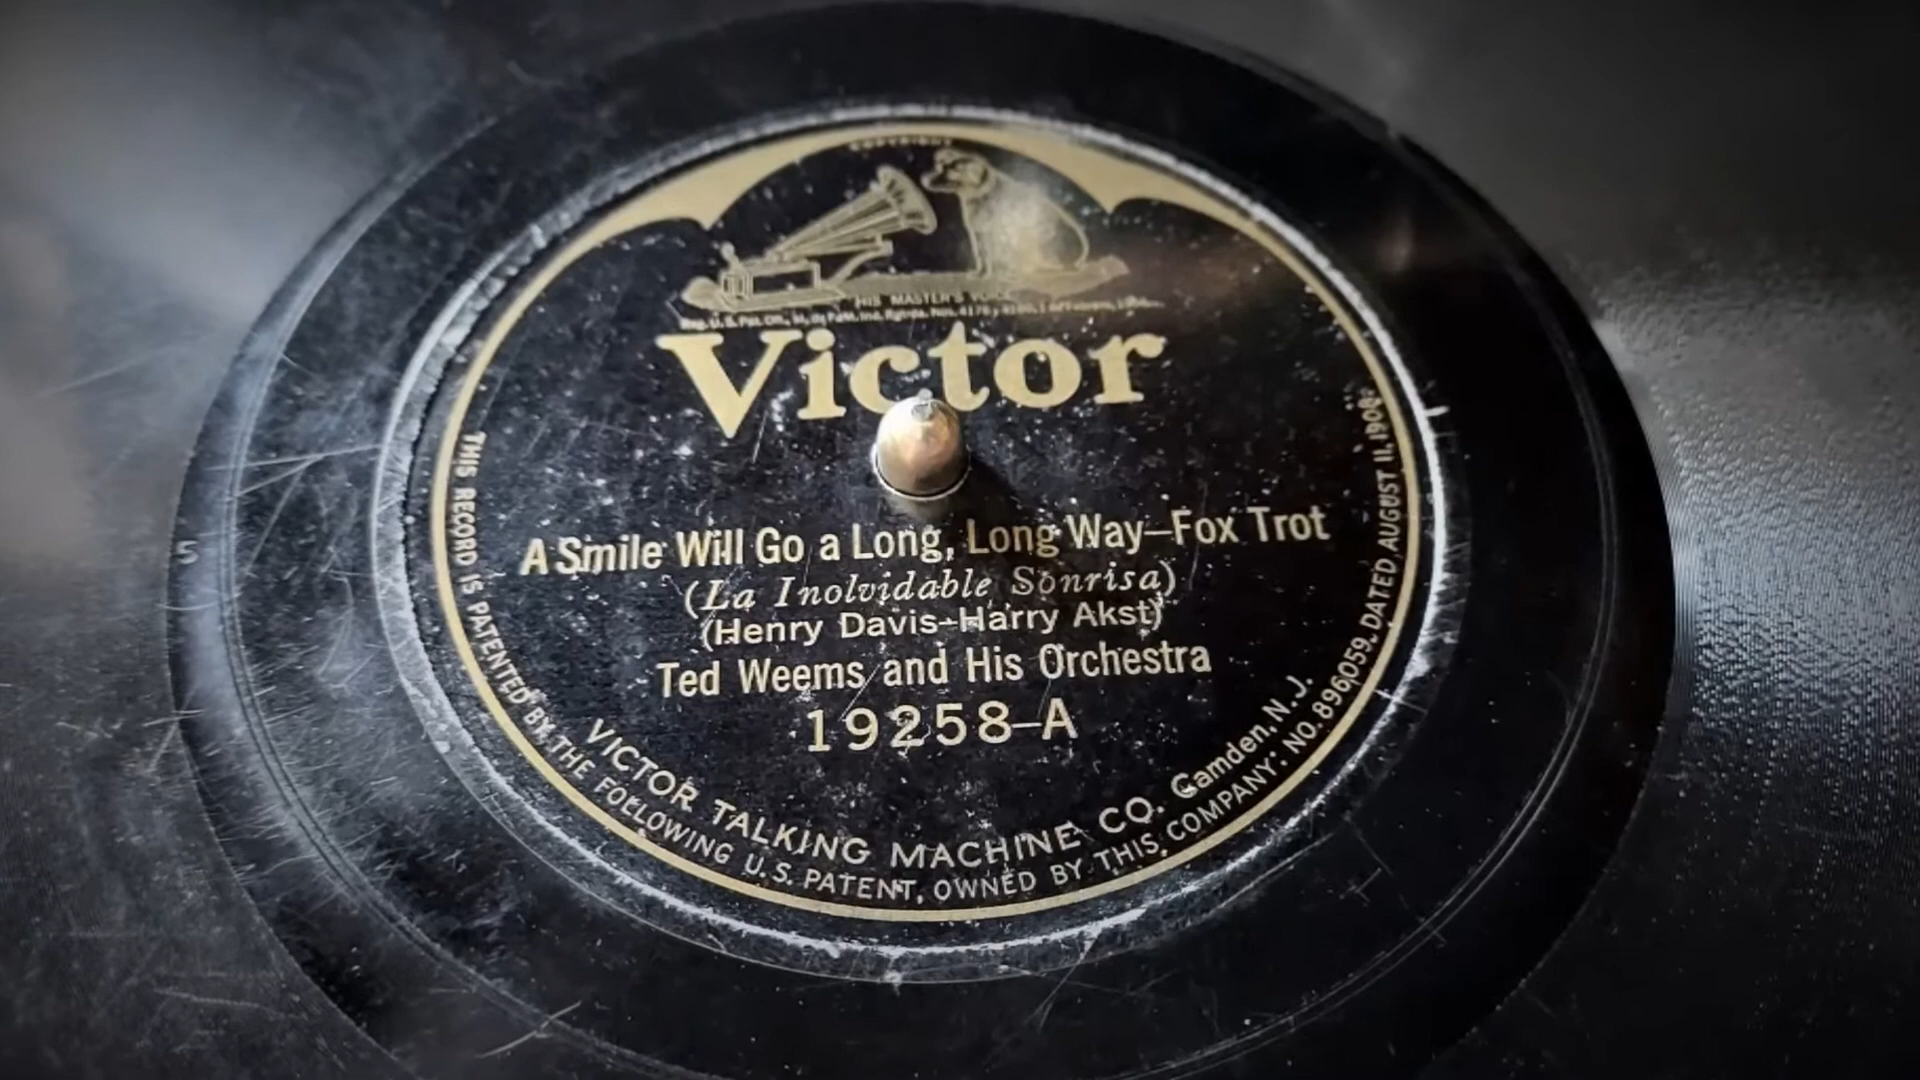 COPYRIGHT
HIS MASTER'S VOICE
Victor
A Smile Will Go a Long, Long Way—Fox Trot
(La Inolvidable Sonrisa)
(Henry Davis-Harry Akst)
Ted Weems and His Orchestra
19258-A
VICTOR TALKING MACHINE CO. Camden, N. J.
THIS RECORD IS PATENTED BY THE FOLLOWING U.S. PATENT, OWNED BY THIS COMPANY: NO. 896059, DATED AUGUST 11, 1908
5